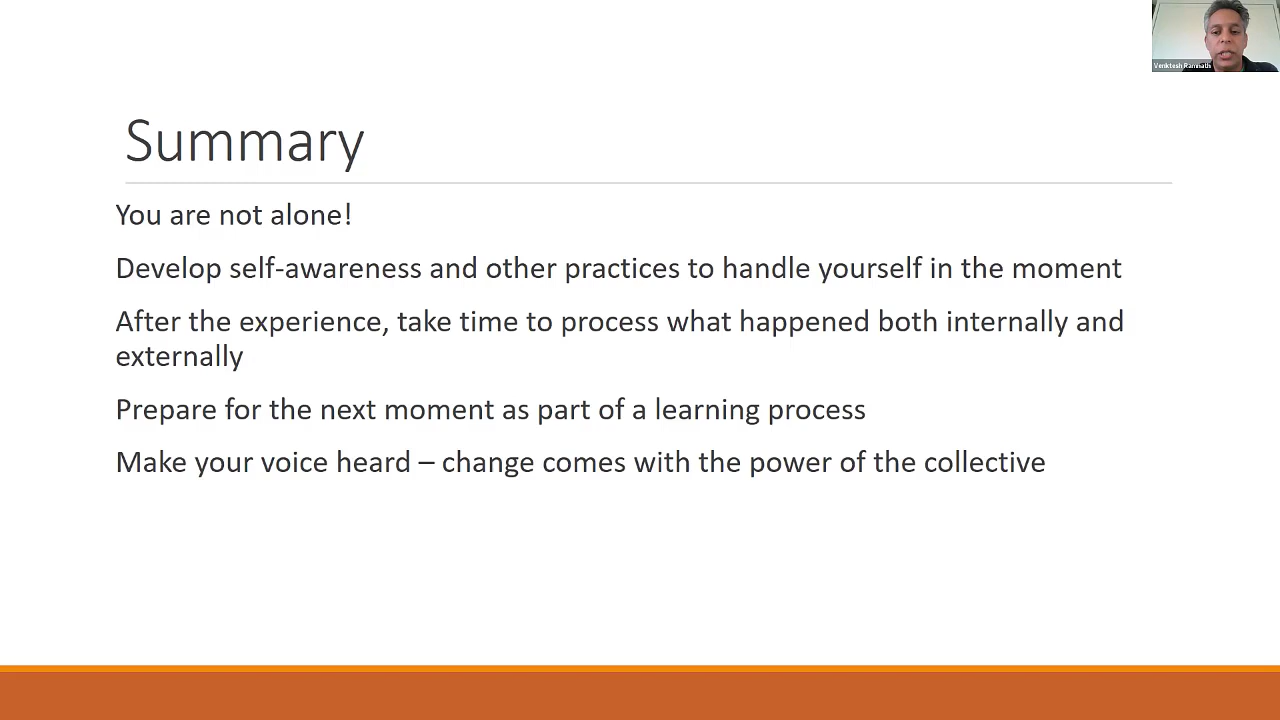 Venktesh Ramnath
Summary
You are not alone!
Develop self-awareness and other practices to handle yourself in the moment
After the experience, take time to process what happened both internally and
externally
Prepare for the next moment as part of a learning process
Make your voice heard – change comes with the power of the collective